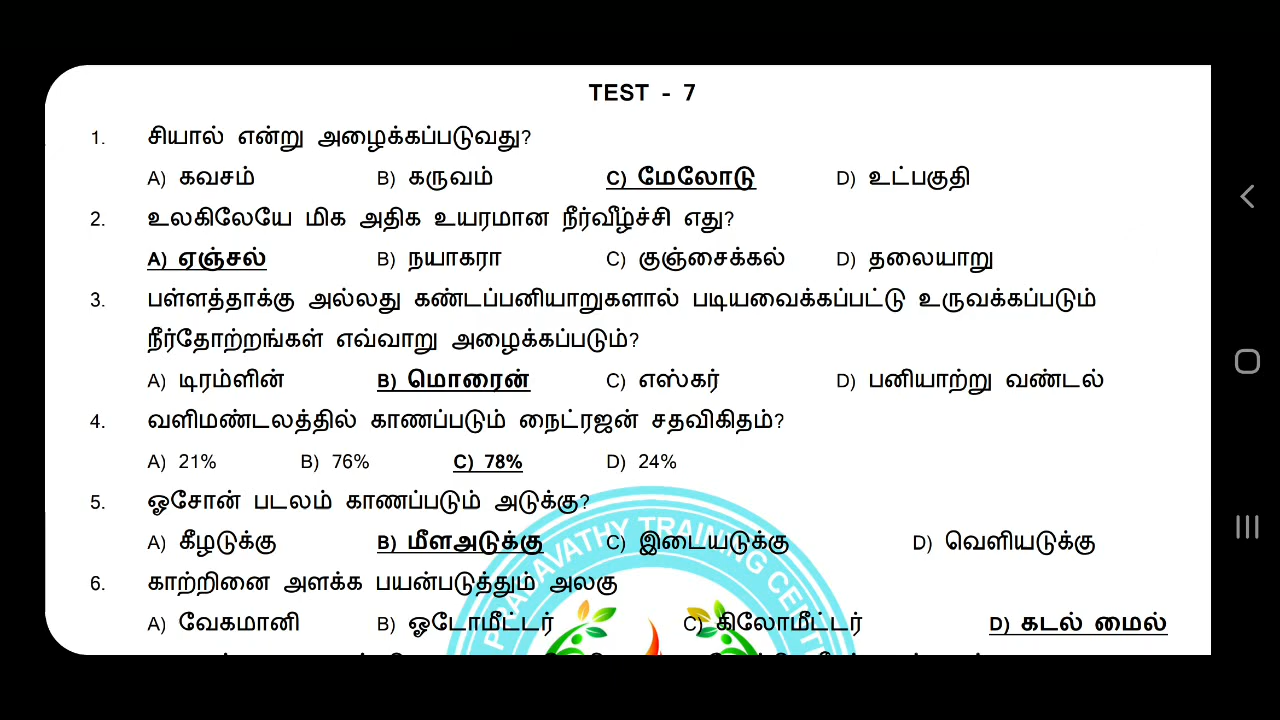 TEST - 7
1. சியால் என்று அழைக்கப்படுவது?
A) கவசம் B) கருவம் C) மேலோடு D) உட்பகுதி
2. உலகிலேயே மிக அதிக உயரமான நீர்வீழ்ச்சி எது?
A) ஏஞ்சல் B) நயாகரா C) குஞ்சைக்கல் D) தலையாறு
3. பள்ளத்தாக்கு அல்லது கண்டப்பனியாறுகளால் படியவைக்கப்பட்டு உருவக்கப்படும்
நீர்தோற்றங்கள் எவ்வாறு அழைக்கப்படும்?
A) டிரம்ளின் B) மொரைன் C) எஸ்கர் D) பனியாற்று வண்டல்
4. வளிமண்டலத்தில் காணப்படும் நைட்ரஜன் சதவிகிதம்?
A) 21% B) 76% C) 78% D) 24%
5. ஓசோன் படலம் காணப்படும் அடுக்கு?
A) கீழடுக்கு B) மீளஅடுக்கு C) இடையடுக்கு D) வெளியடுக்கு
6. காற்றினை அளக்க பயன்படுத்தும் அலகு
A) வேகமானி B) ஓடோமீட்டர் C) கிலோமீட்டர் D) கடல் மைல்